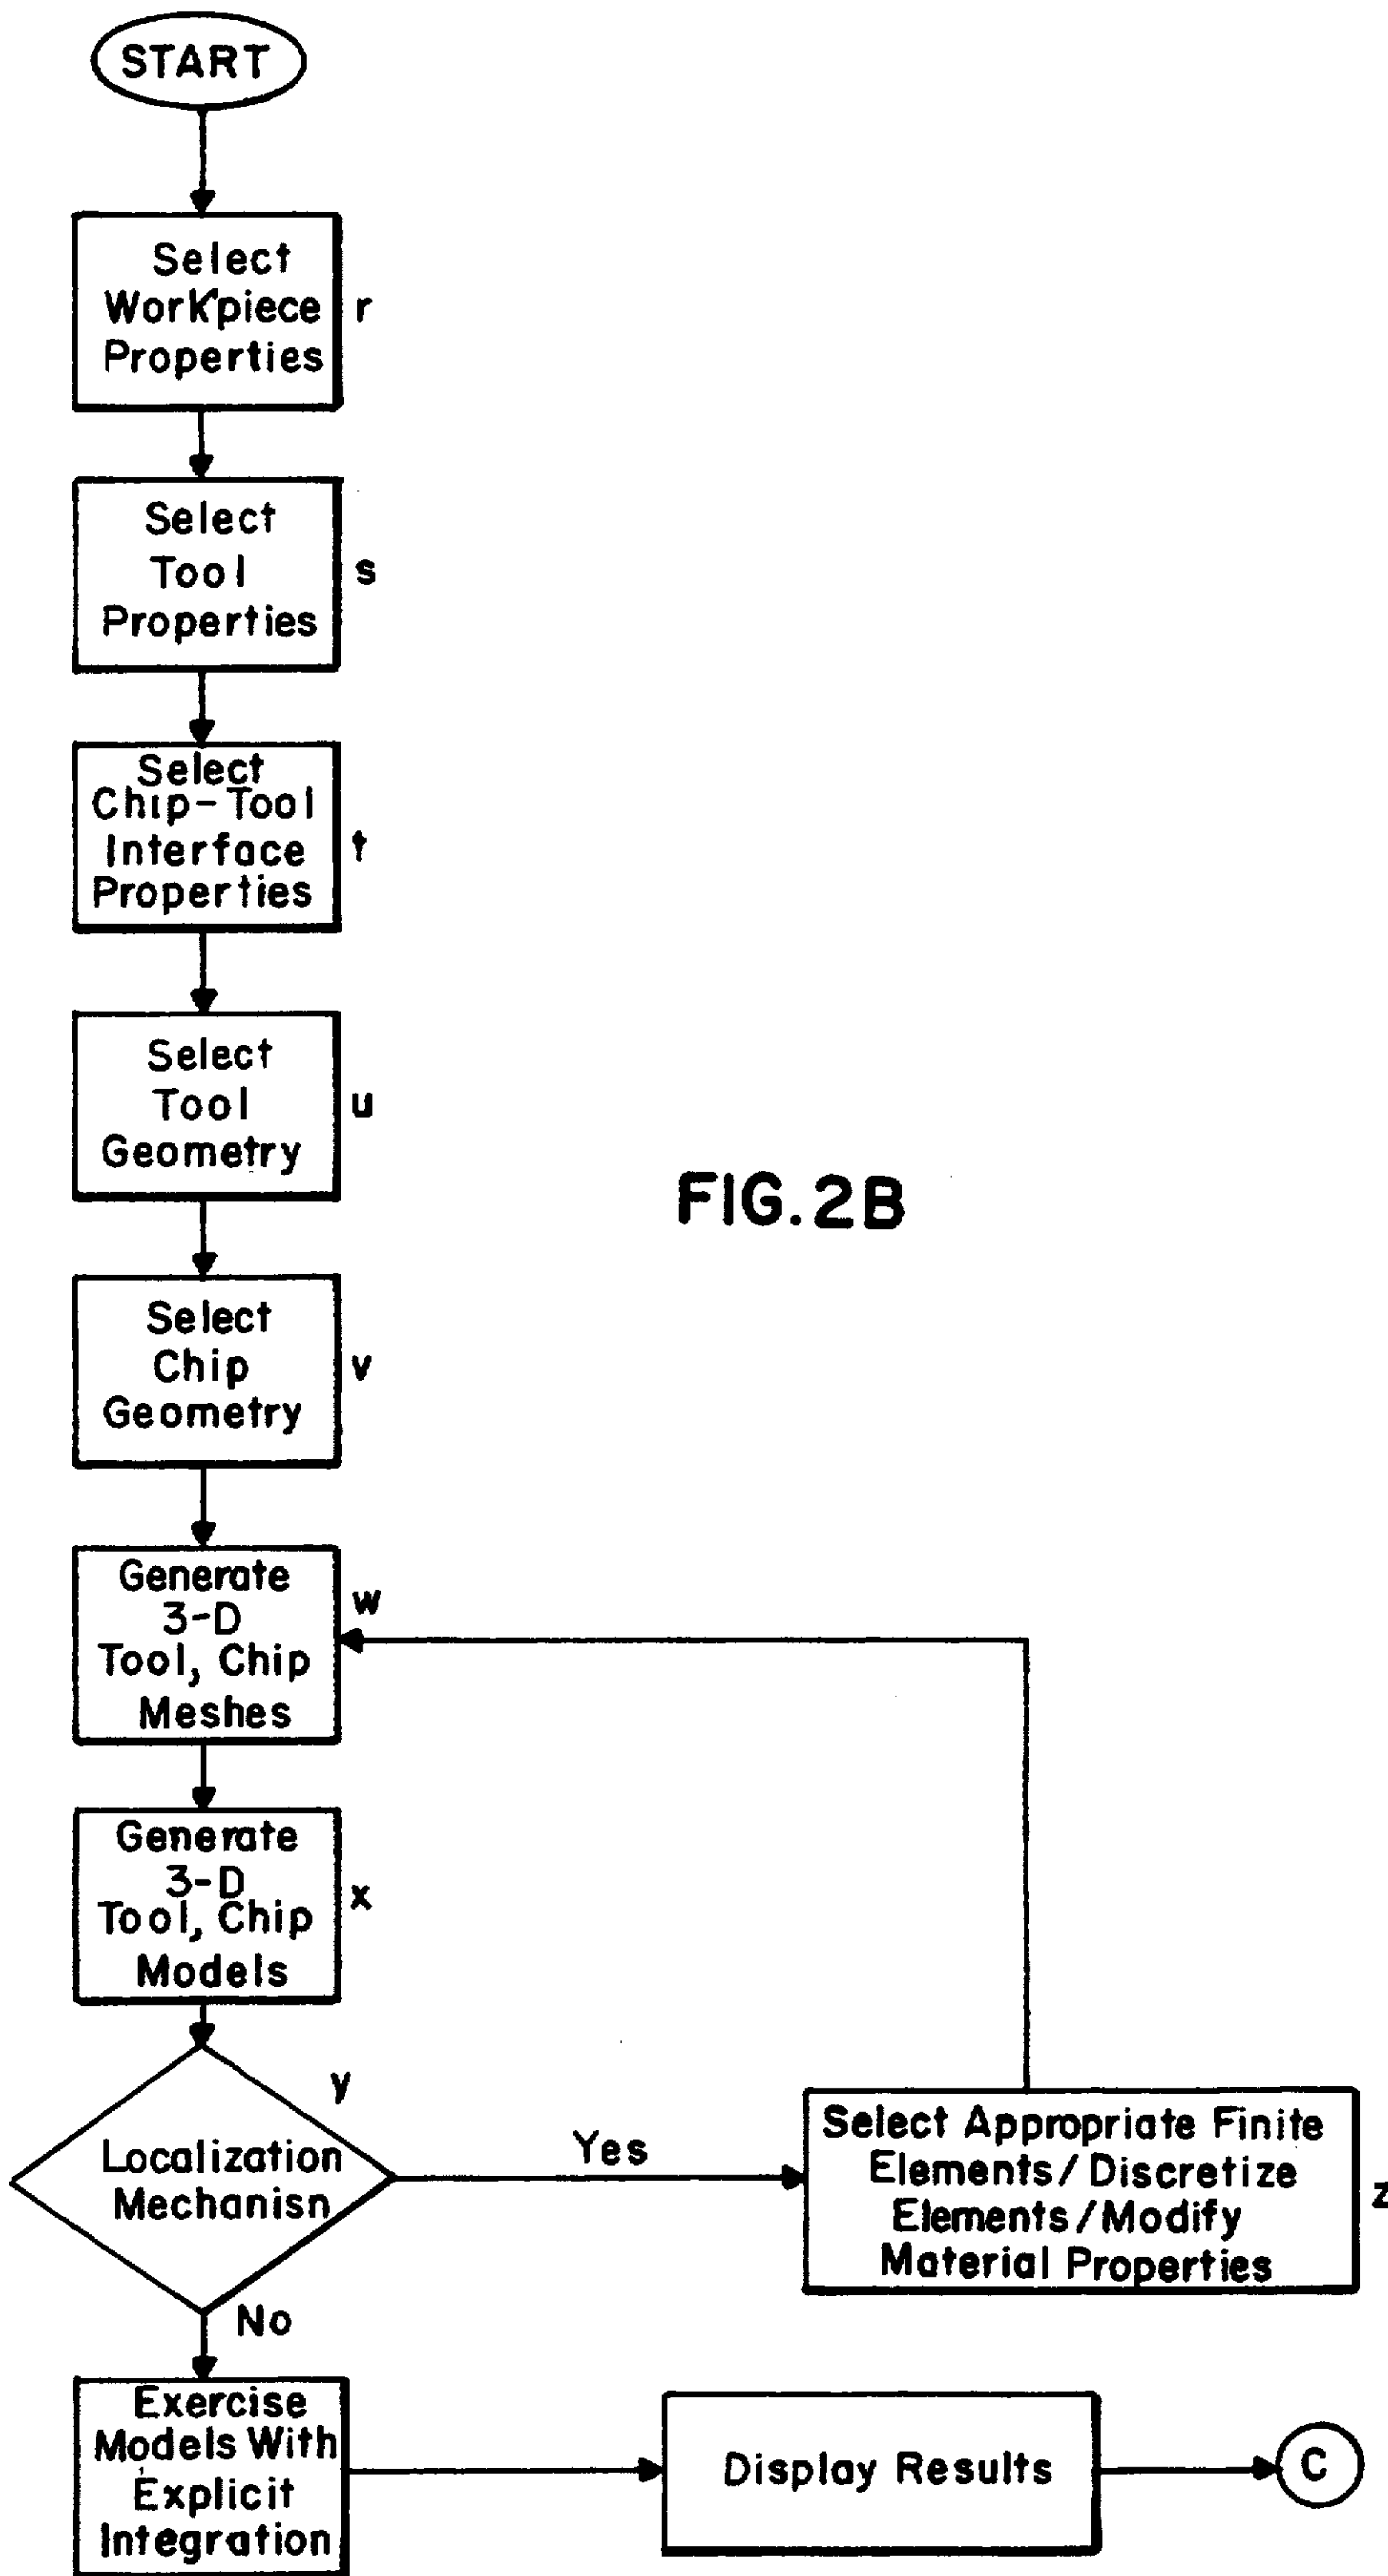 START
Select
Workpiece
Properties
r
Select
Tool
Properties
s
Select
Chip-Tool
Interface
Properties
t
Select
Tool
Geometry
u
FIG. 2B
Select
Chip
Geometry
v
Generate
3-D
Tool, Chip
Meshes
w
Generate
3-D
Tool, Chip
Models
x
y
Localization
Mechanisn
Yes
Select Appropriate Finite
Elements/Discretize
Elements/Modify
Material Properties
z
No
Exercise
Models With
Explicit
Integration
Display Results
C